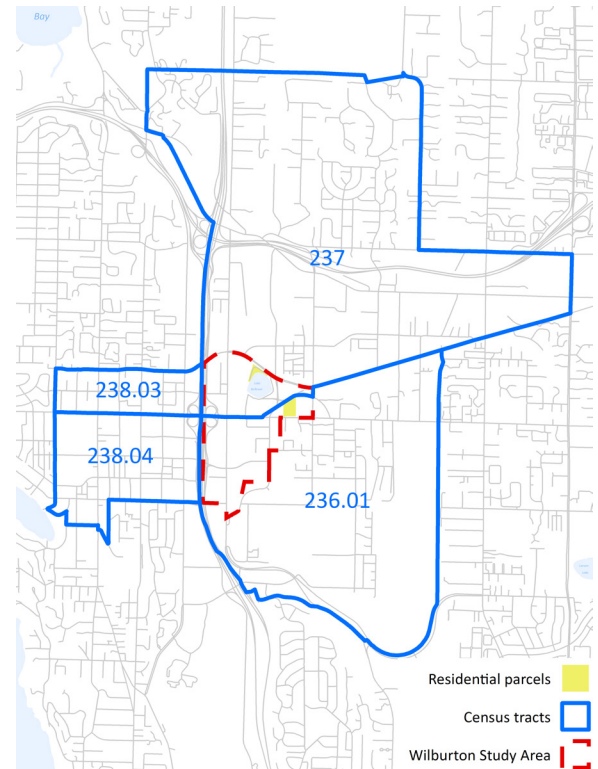 Bay
237
238.03
238.04
236.01
Residential parcels
Census tracts
Wilburton Study Area